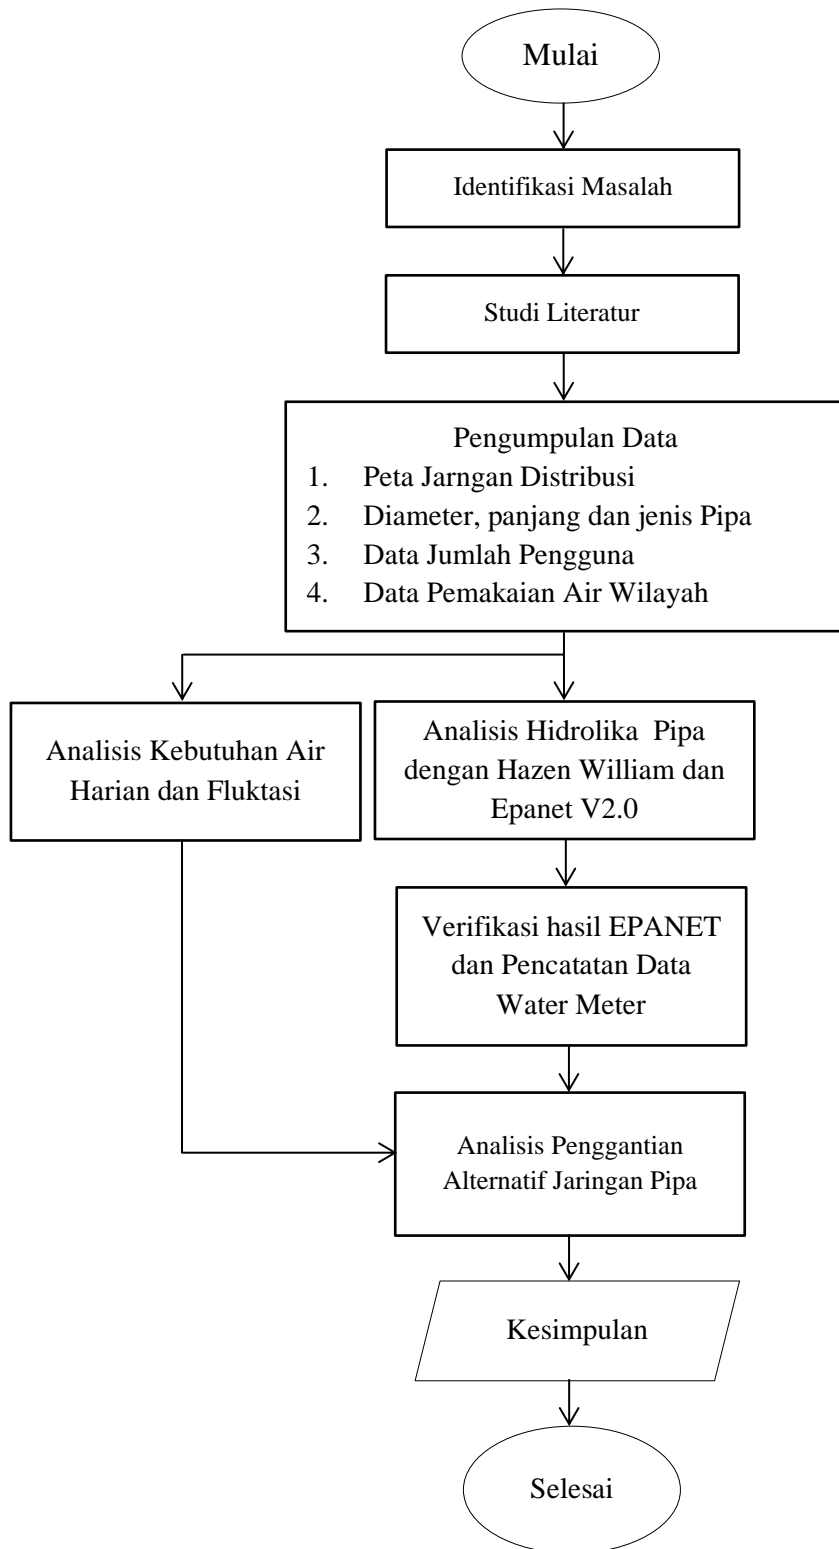 Mulai
Identifikasi Masalah
Studi Literatur
Pengumpulan Data
1. Peta Jarngan Distribusi
2. Diameter, panjang dan jenis Pipa
3. Data Jumlah Pengguna
4. Data Pemakaian Air Wilayah
Analisis Kebutuhan Air
Harian dan Fluktasi
Analisis Hidrolika Pipa
dengan Hazen William dan
Epanet V2.0
Verifikasi hasil EPANET
dan Pencatatan Data
Water Meter
Analisis Penggantian
Alternatif Jaringan Pipa
Kesimpulan
Selesai